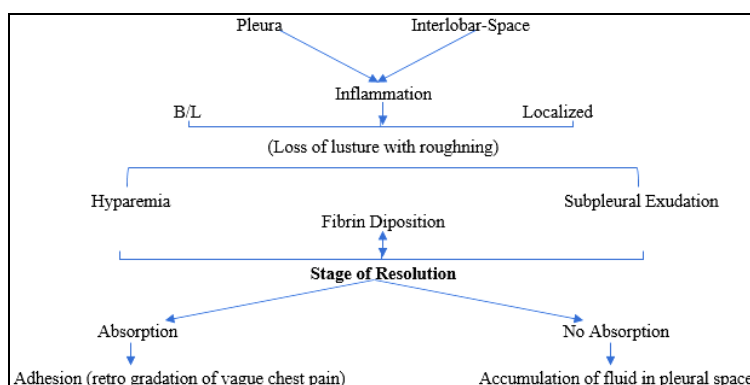 Pleura Interlobar-Space
Inflammation
B/L Localized
(Loss of lusture with roughning)
Hyparemia Subpleural Exudation
Fibrin Diposition
Stage of Resolution
Absorption No Absorption
Adhesion (retro gradation of vague chest pain) Accumulation of fluid in pleural space